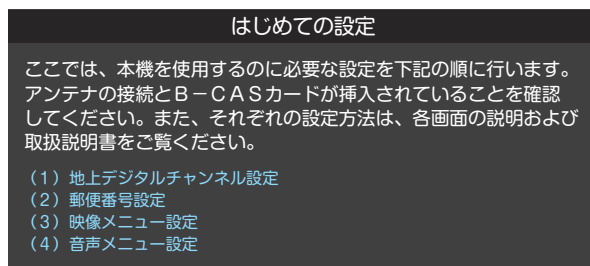 はじめての設定
ここでは、本機を使用するのに必要な設定を下記の順に行います。
アンテナの接続とＢ－ＣＡＳカードが挿入されていることを確認
してください。また、それぞれの設定方法は、各画面の説明および
取扱説明書をご覧ください。
（１）地上デジタルチャンネル設定
（２）郵便番号設定
（３）映像メニュー設定
（４）音声メニュー設定